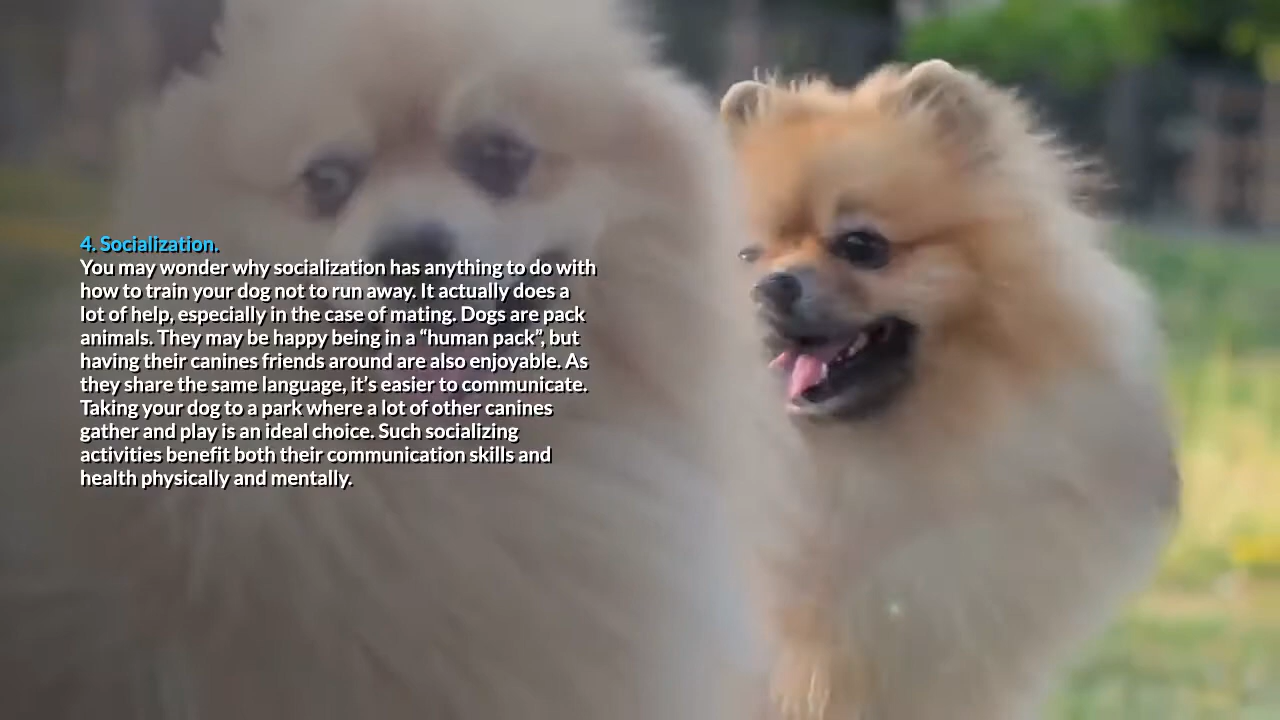 4. Socialization.
You may wonder why socialization has anything to do with
how to train your dog not to run away. It actually does a
lot of help, especially in the case of mating. Dogs are pack
animals. They may be happy being in a “human pack”, but
having their canines friends around are also enjoyable. As
they share the same language, it’s easier to communicate.
Taking your dog to a park where a lot of other canines
gather and play is an ideal choice. Such socializing
activities benefit both their communication skills and
health physically and mentally.